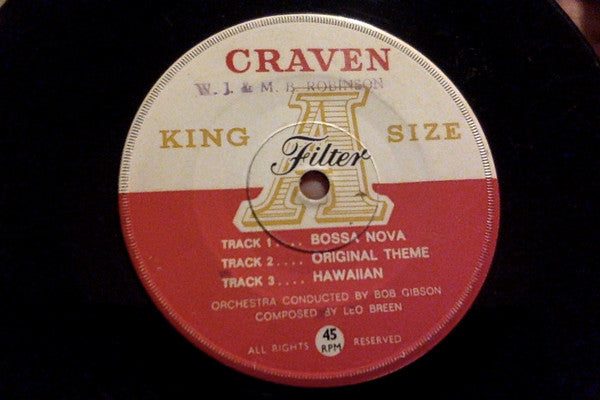 CRAVEN
W. J. & M. B. ROBINSON
KING A SIZE
Filter
TRACK 1.... BOSSA NOVA
TRACK 2.... ORIGINAL THEME
TRACK 3.... HAWAIIAN
ORCHESTRA CONDUCTED BY BOB GIBSON
COMPOSED BY LEO BREEN
ALL RIGHTS 45 RPM RESERVED